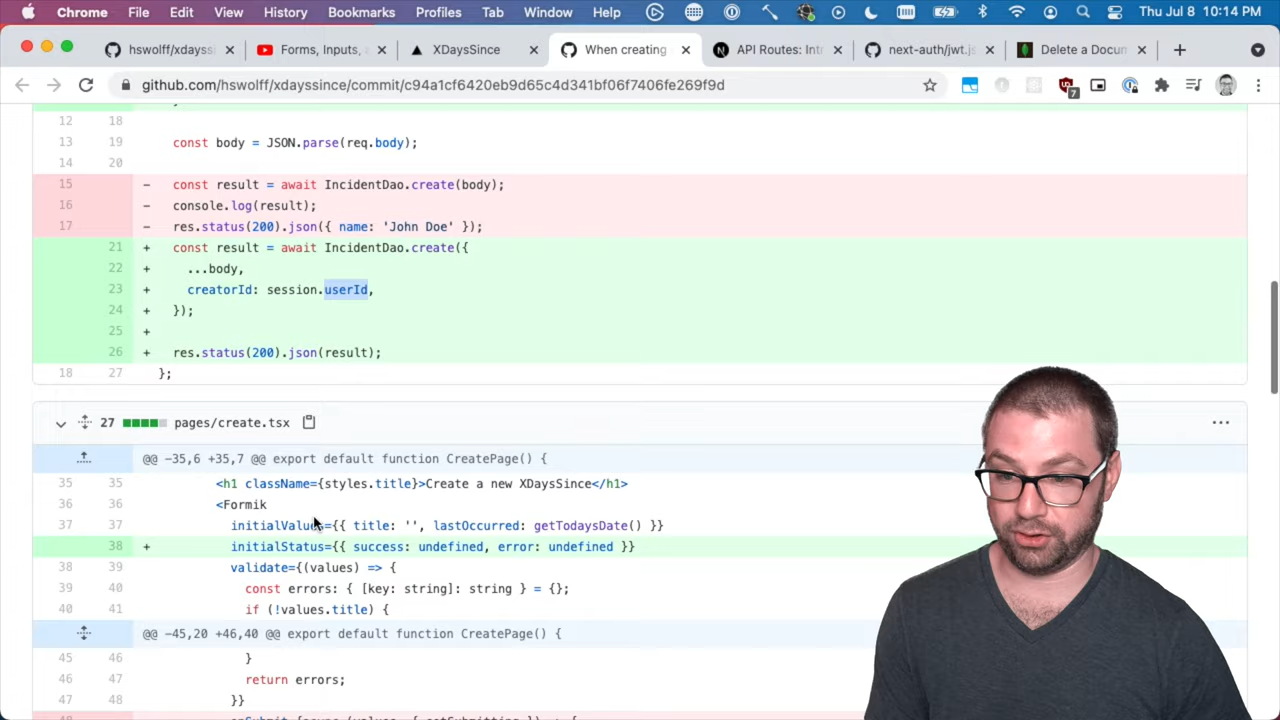 Chrome File Edit View History Bookmarks Profiles Tab Window Help Thu Jul 8 10:14 PM
hswolff/xdayss Forms, Inputs, a XDaysSince When creating API Routes: Int next-auth/jwt.js Delete a Docum
github.com/hswolff/xdayssince/commit/c94a1cf6420eb9d65c4d341bf06f7406fe269f9d 7
12 18
13 19 const body = JSON.parse(req.body);
14 20
15 - const result = await IncidentDao.create(body);
16 - console.log(result);
17 - res.status(200).json({ name: 'John Doe' });
21 + const result = await IncidentDao.create({
22 + ...body,
23 + creatorId: session.userId,
24 + });
25 +
26 + res.status(200).json(result);
18 27 };
27 pages/create.tsx ...
@@ -35,6 +35,7 @@ export default function CreatePage() {
35 35 <h1 className={styles.title}>Create a new XDaysSince</h1>
36 36 <Formik
37 37 initialValues={{ title: '', lastOccurred: getTodaysDate() }}
38 + initialStatus={{ success: undefined, error: undefined }}
38 39 validate={(values) => {
39 40 const errors: { [key: string]: string } = {};
40 41 if (!values.title) {
@@ -45,20 +46,40 @@ export default function CreatePage() {
45 46 }
46 47 return errors;
47 48 }}